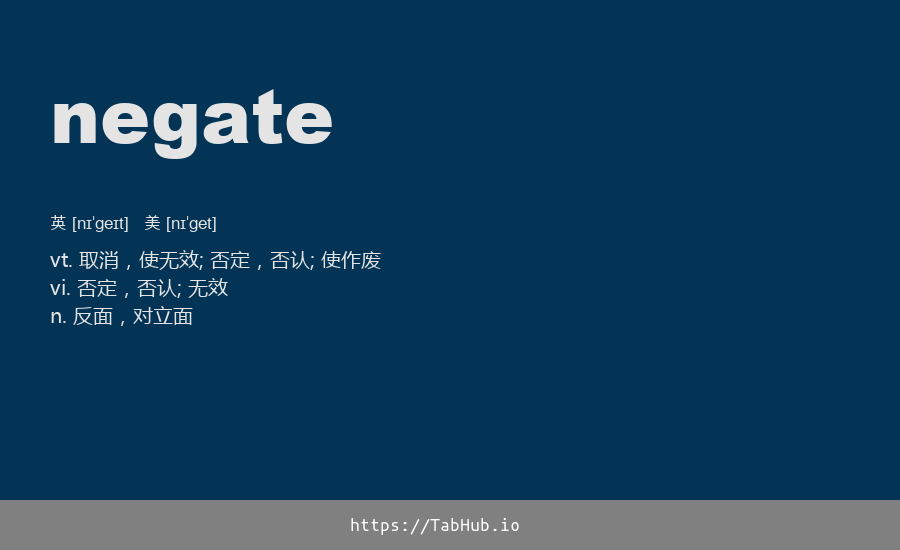 negate
英 [nɪˈgeɪt] 美 [nɪˈget]
vt. 取消，使无效; 否定，否认; 使作废
vi. 否定，否认; 无效
n. 反面，对立面
https://TabHub.io